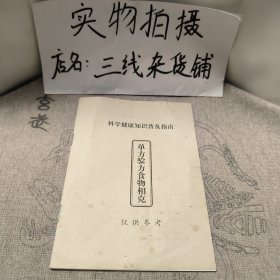 实物拍摄
店名:三线杂货铺
科学健康知识普及指南
单方验方食物相克
仅供参考